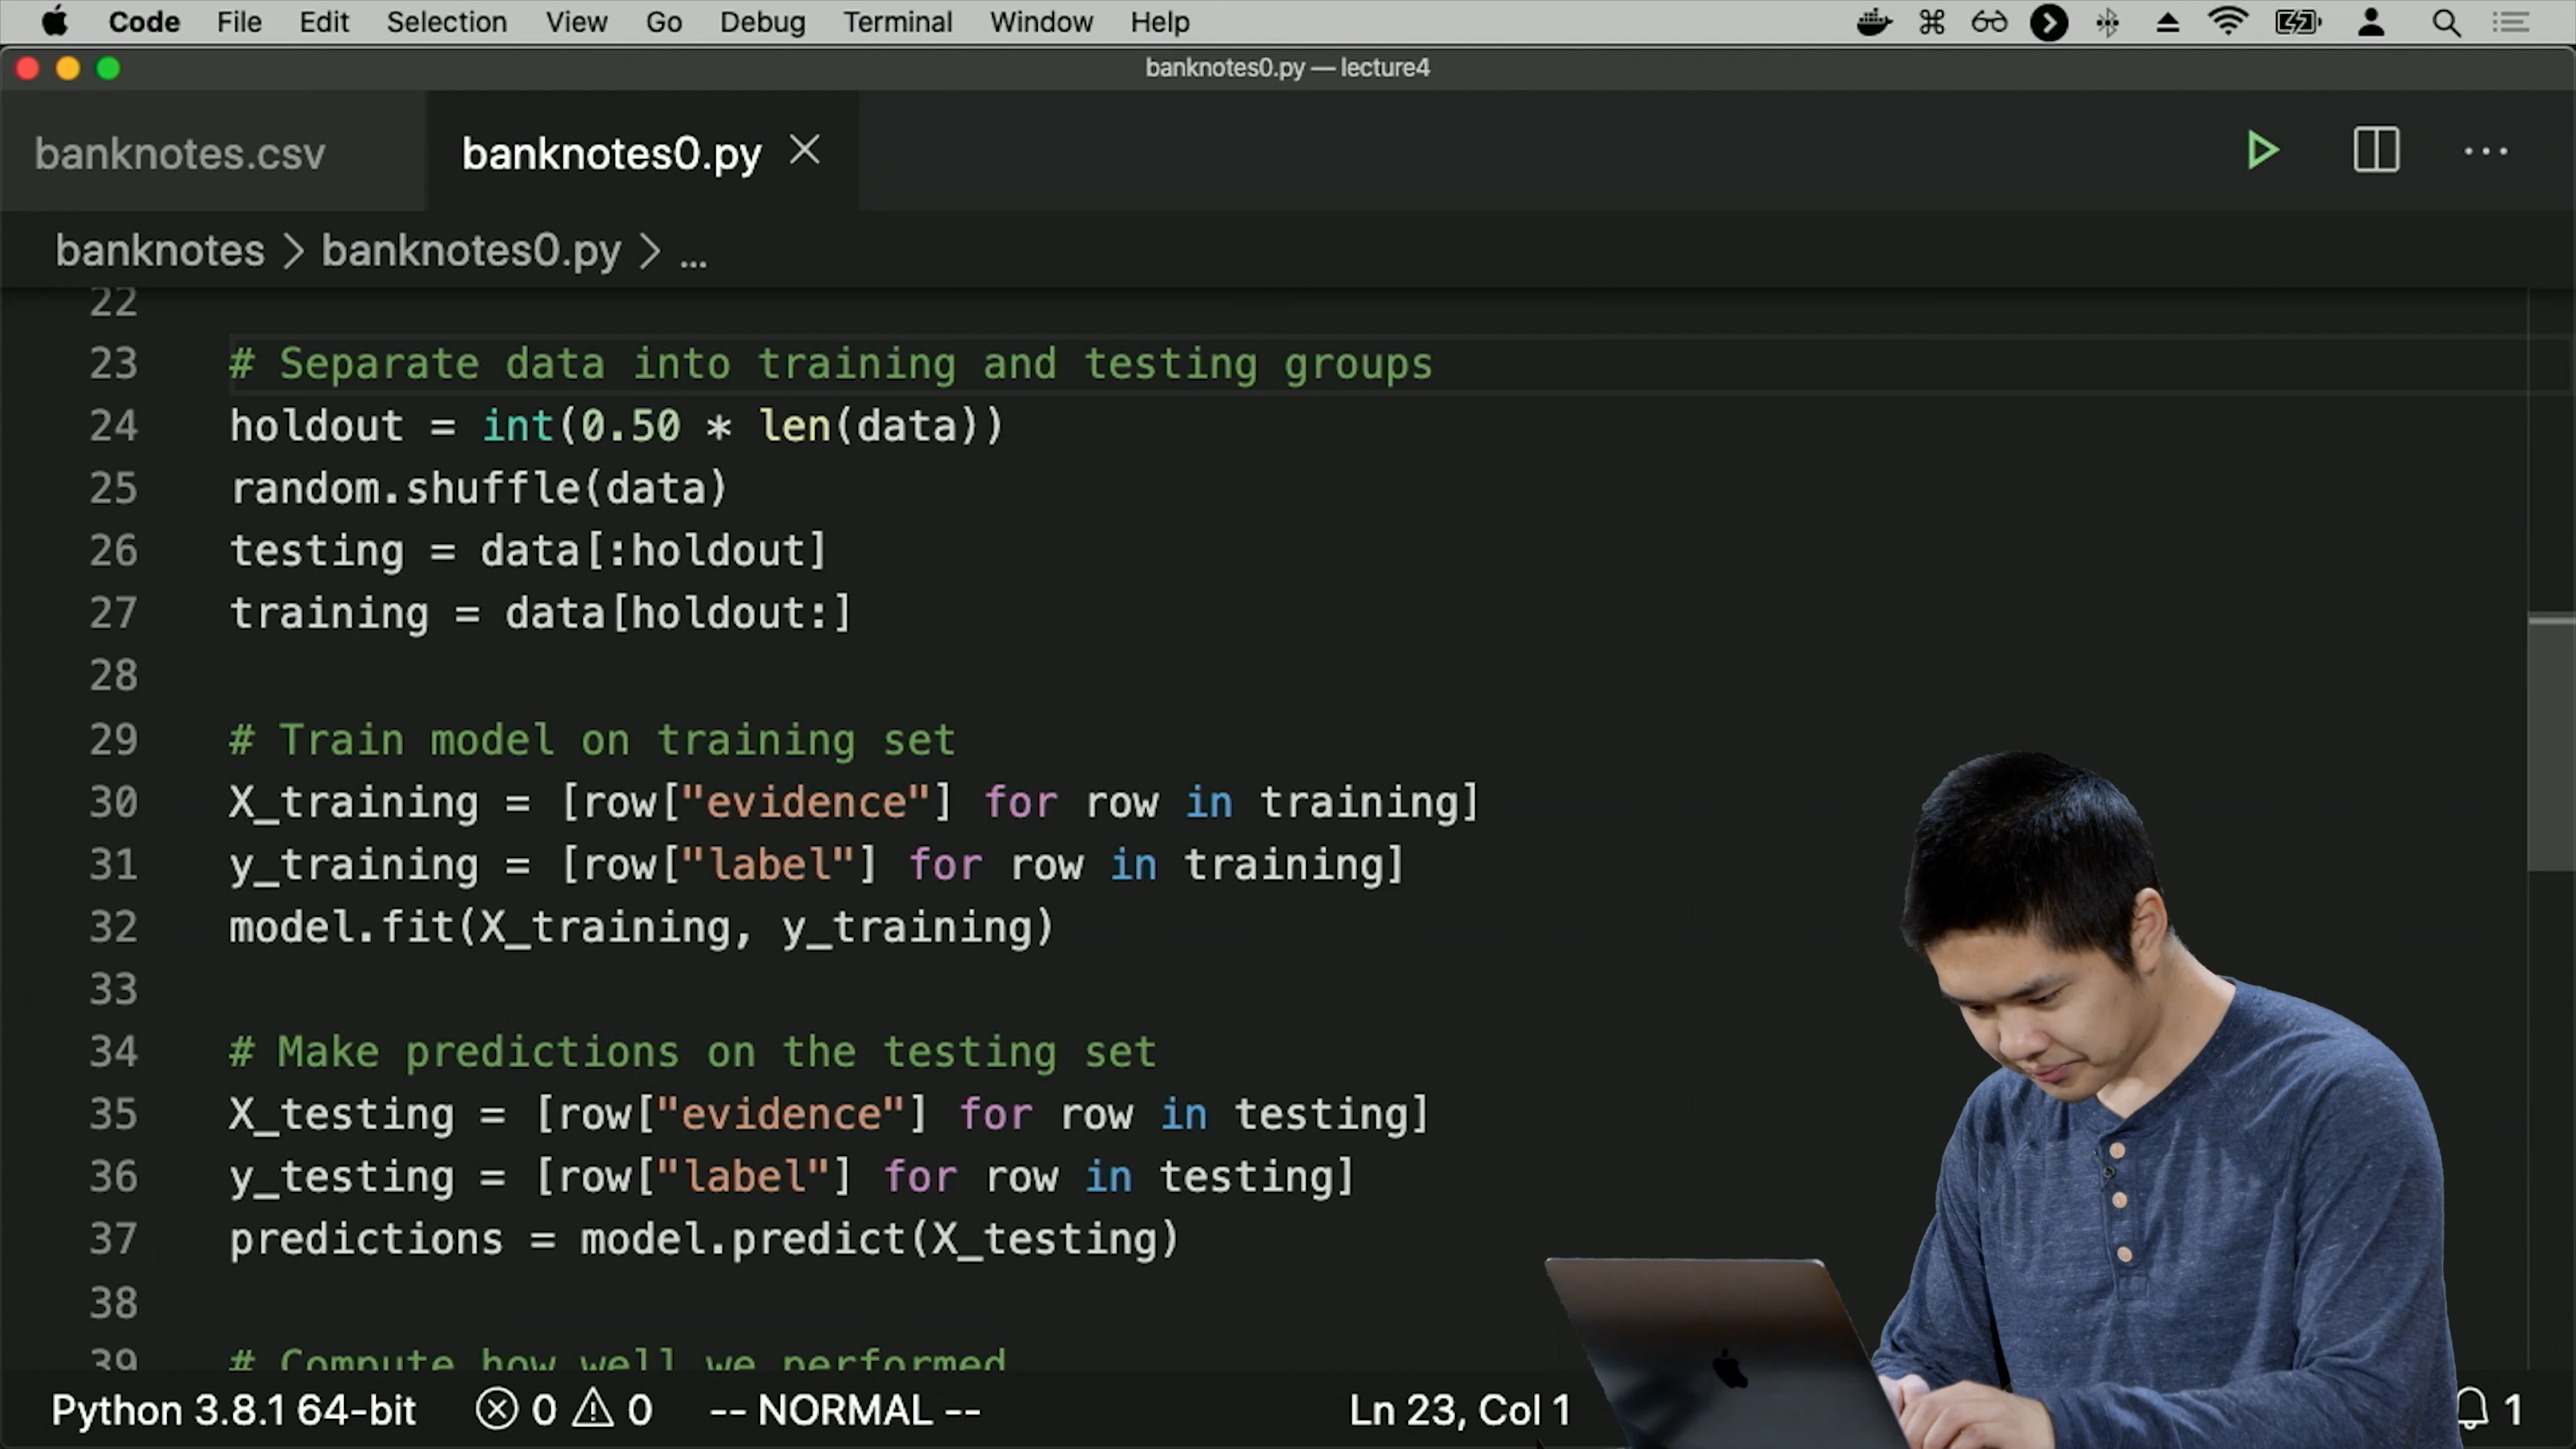 Code File Edit Selection View Go Debug Terminal Window Help
banknotes0.py — lecture4
banknotes.csv banknotes0.py
banknotes > banknotes0.py > ...
22
23 # Separate data into training and testing groups
24 holdout = int(0.50 * len(data))
25 random.shuffle(data)
26 testing = data[:holdout]
27 training = data[holdout:]
28
29 # Train model on training set
30 X_training = [row["evidence"] for row in training]
31 y_training = [row["label"] for row in training]
32 model.fit(X_training, y_training)
33
34 # Make predictions on the testing set
35 X_testing = [row["evidence"] for row in testing]
36 y_testing = [row["label"] for row in testing]
37 predictions = model.predict(X_testing)
38
39 # Compute how well we performed
Python 3.8.1 64-bit 0 0 -- NORMAL -- Ln 23, Col 1 1